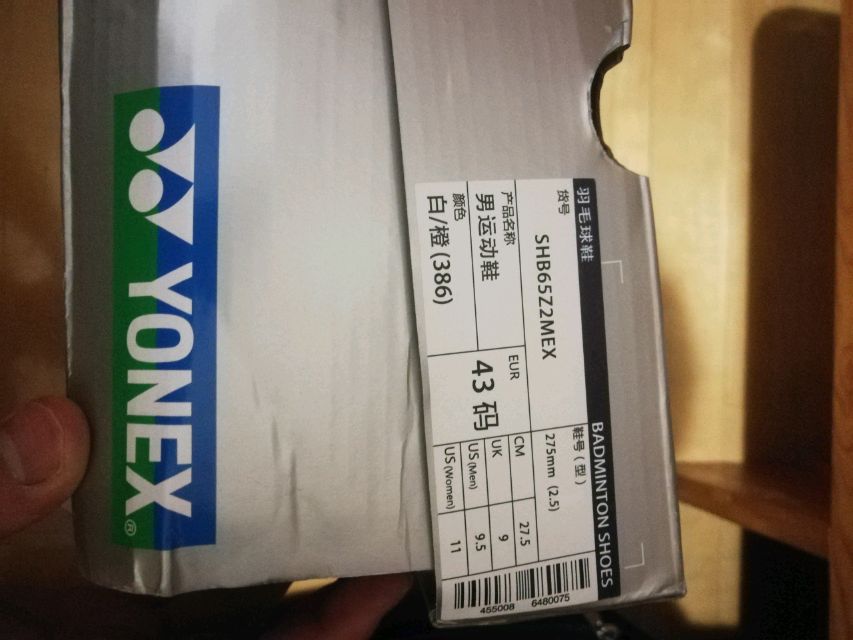 YONEX®
羽毛球鞋 BADMINTON SHOES
货号
SHB65Z2MEX
鞋号(型)
275mm (2.5)
产品名称
男运动鞋
EUR
43 码
颜色
白/橙 (386)
CM 27.5
UK 9
US(Men) 9.5
US(Women) 11
455008 6480075